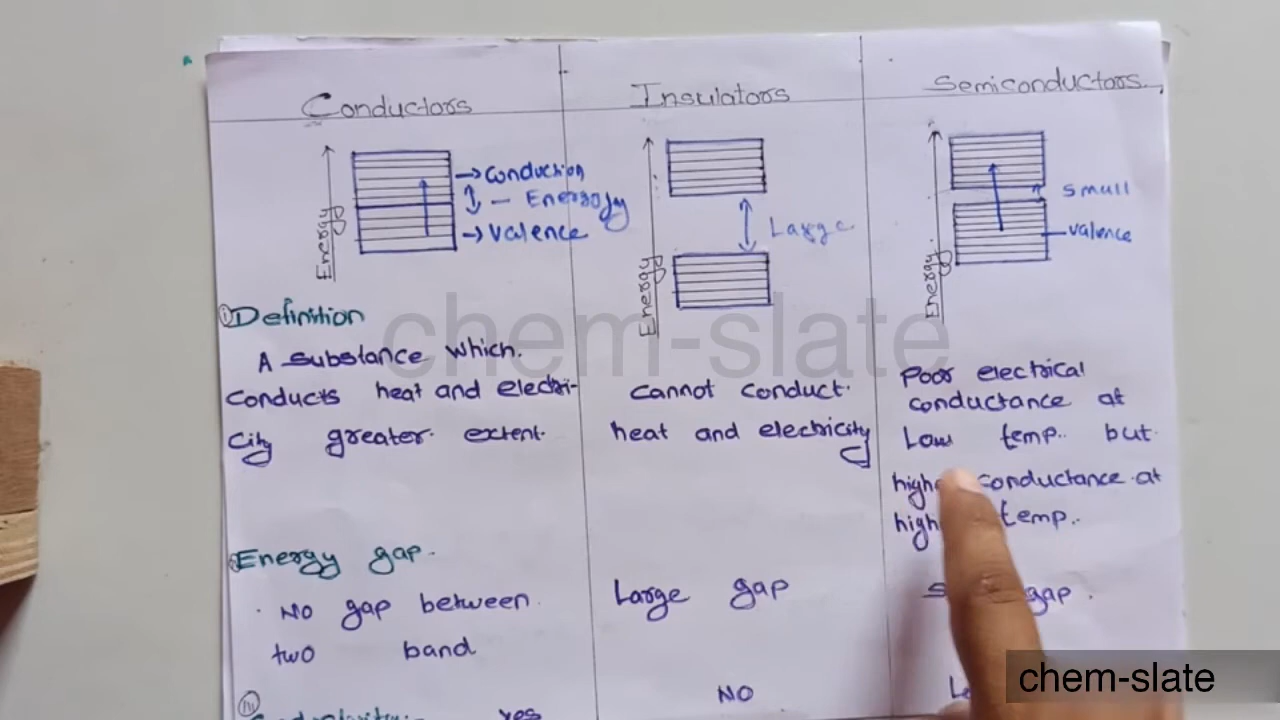 Conductors
Insulators
Semiconductors
Energy
→ Conduction
↕ – Energy
→ Valence
Energy
Large
Energy
Small
Valence
(i) Definition
A substance which.
Conducts heat and electri-
city greater extent.
cannot conduct.
heat and electricity
Poor electrical
conductance at
Low temp.. but
conductance at
temp..
Energy gap.
. No gap between
two band
Large gap
gap.
(iii)
yes
NO
chem-slate
chem-slate